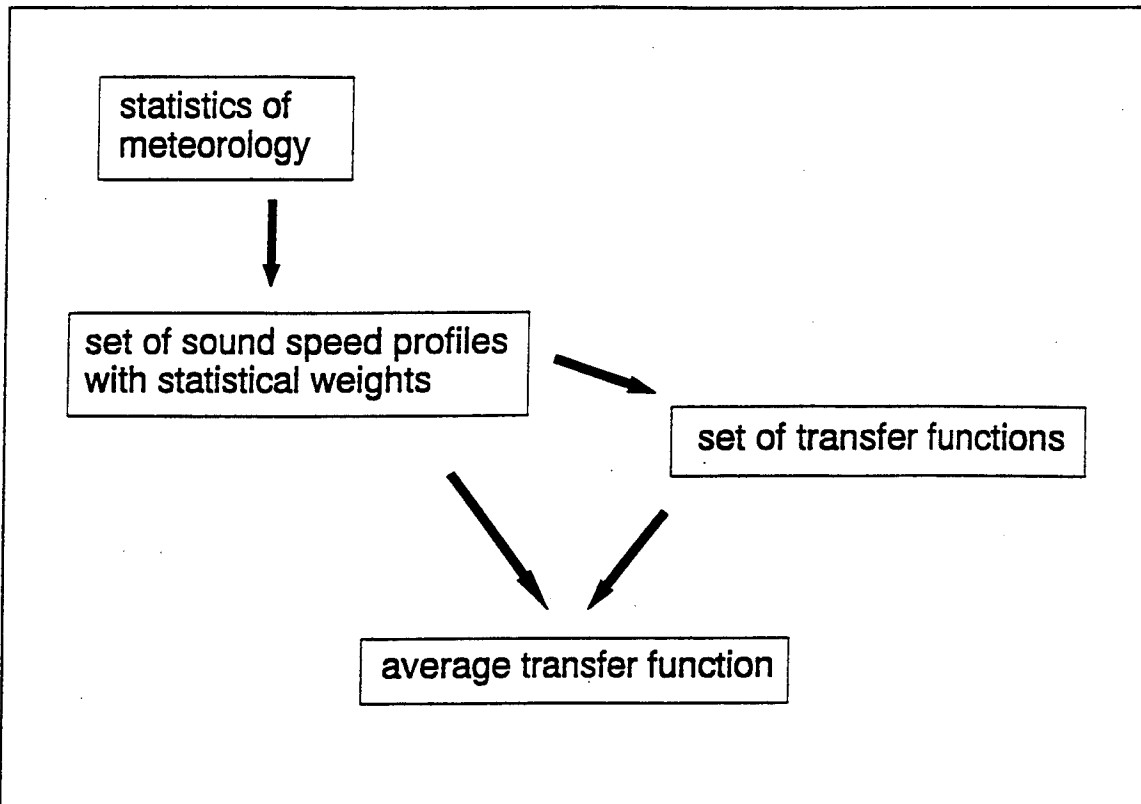 statistics of
meteorology
set of sound speed profiles
with statistical weights
set of transfer functions
average transfer function